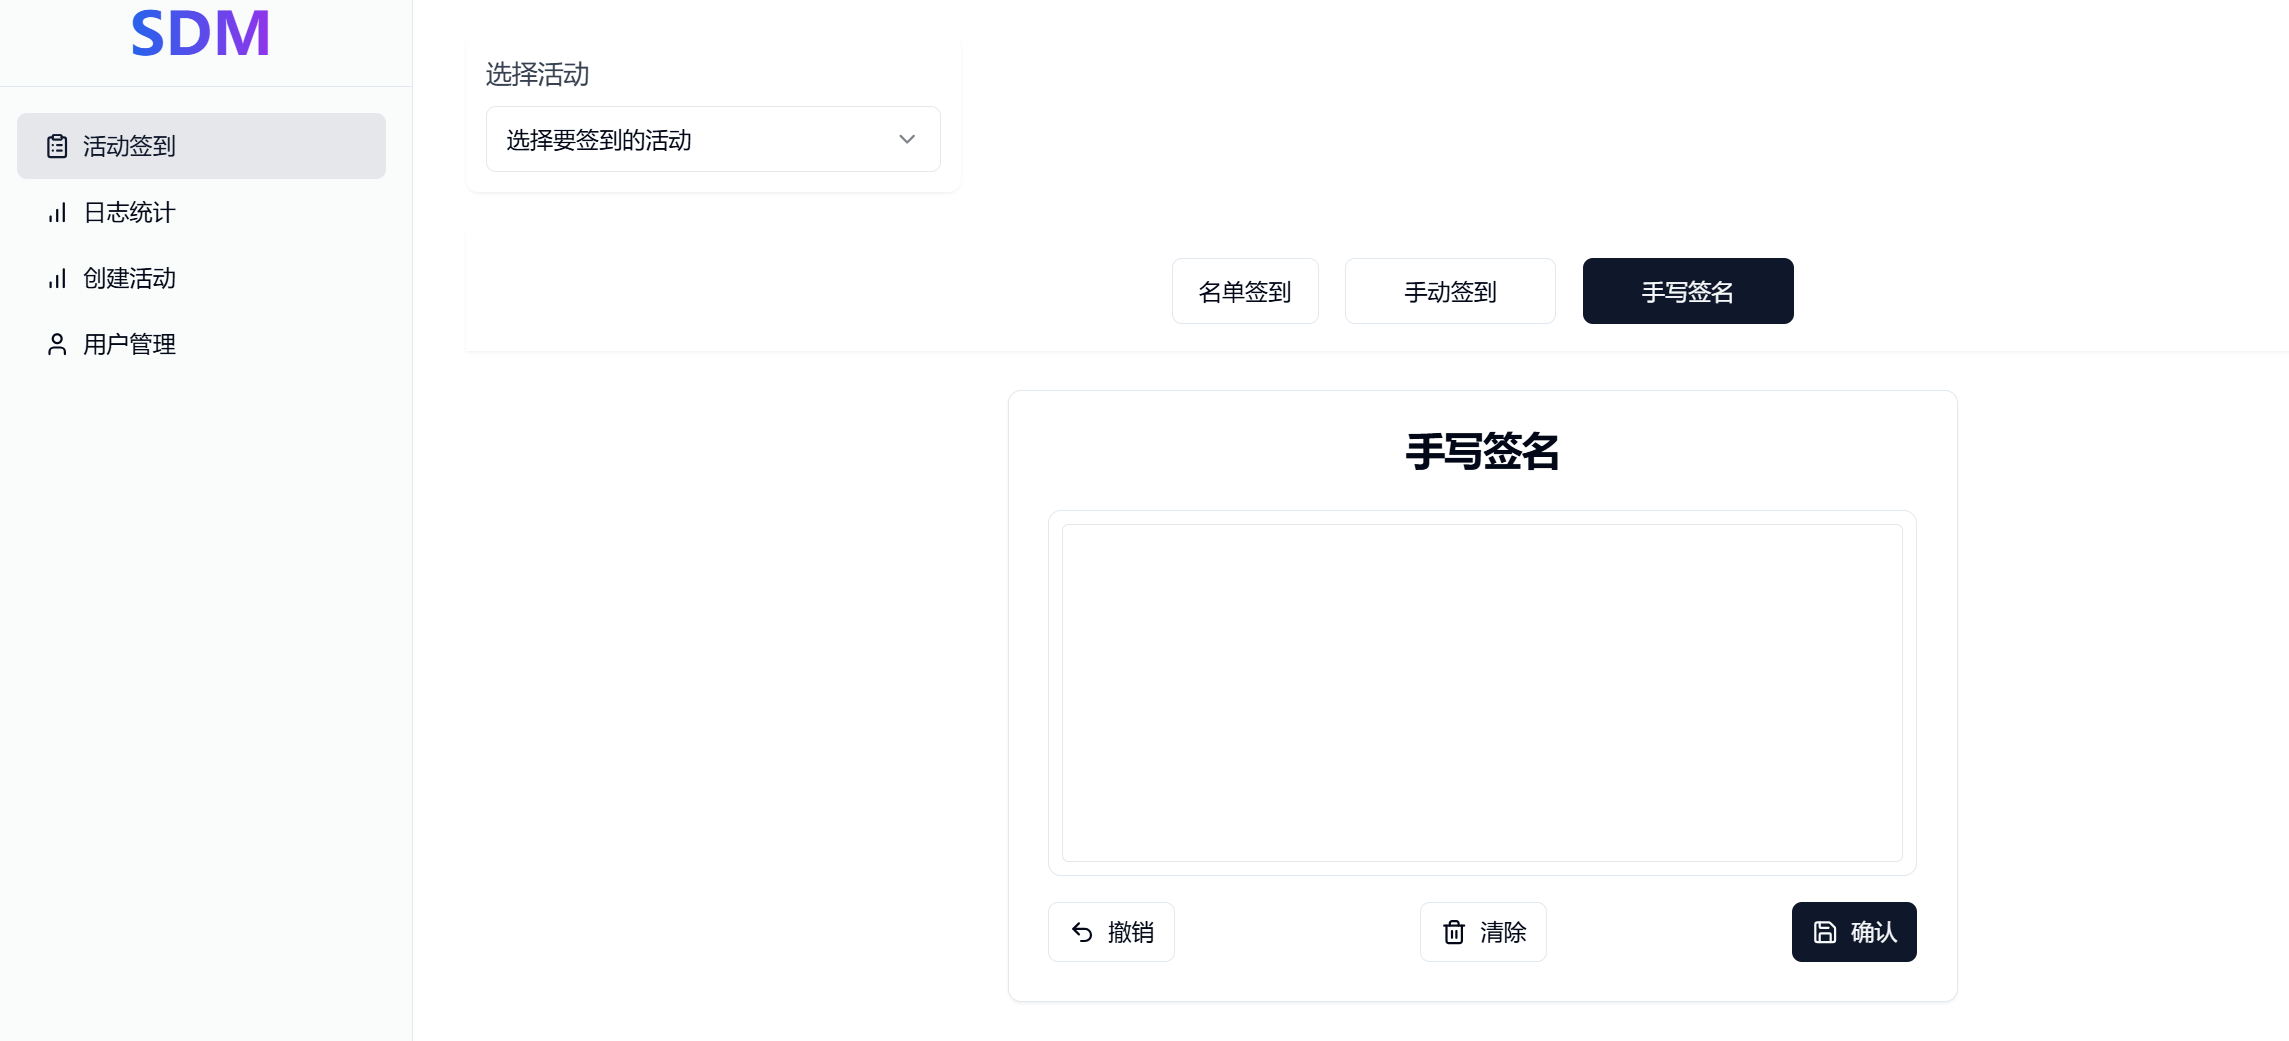 SDM
活动签到
日志统计
创建活动
用户管理
选择活动
选择要签到的活动
名单签到
手动签到
手写签名
手写签名
撤销
清除
确认